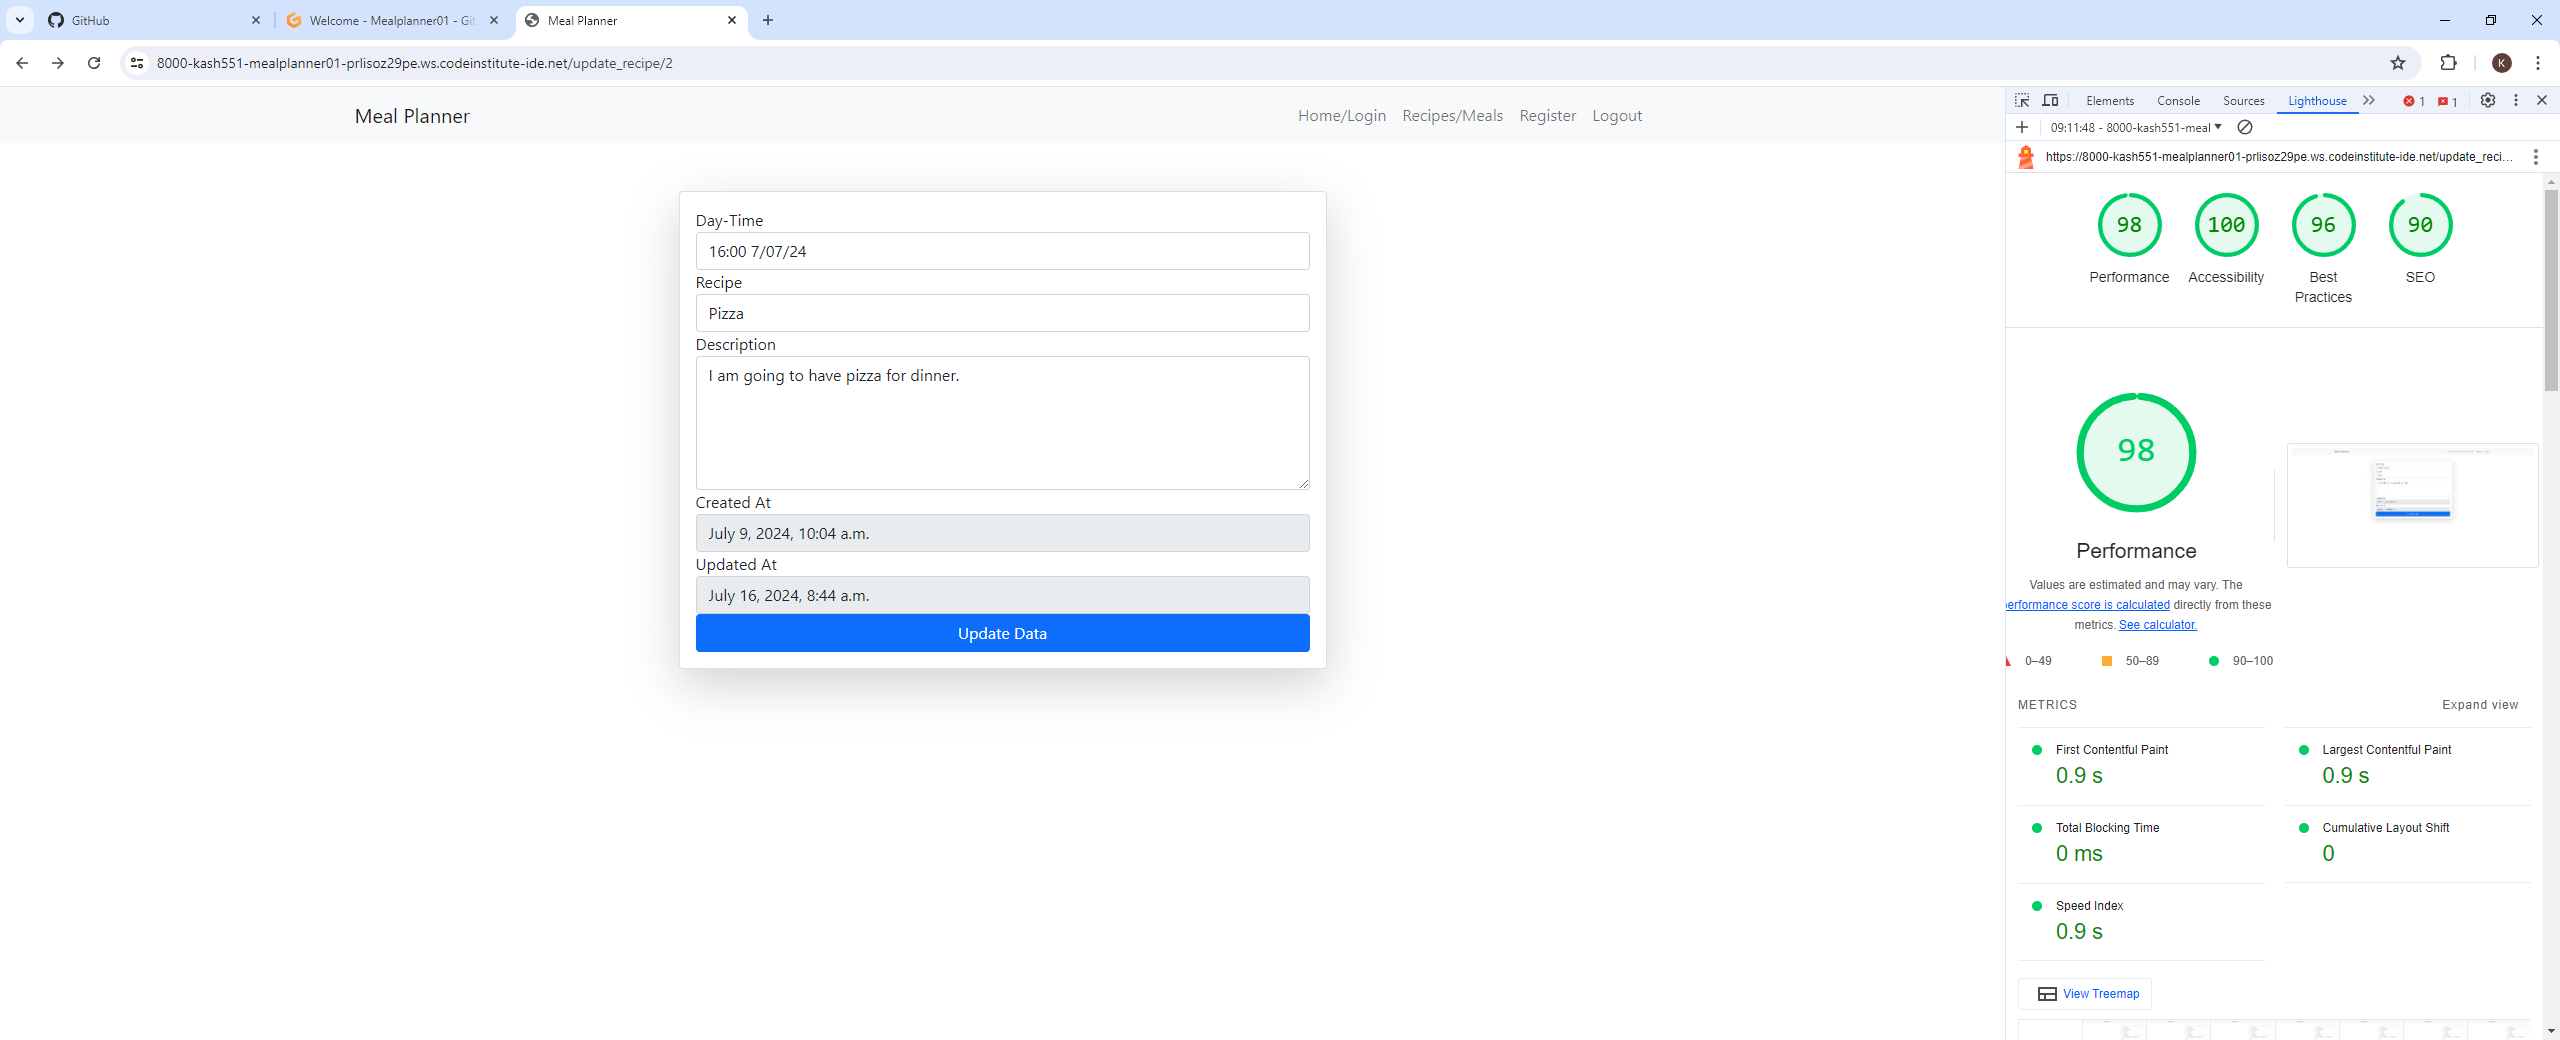 GitHub
Welcome - Mealplanner01 - Git
Meal Planner
8000-kash551-mealplanner01-prlisoz29pe.ws.codeinstitute-ide.net/update_recipe/2
K
Meal Planner
Home/Login Recipes/Meals Register Logout
Day-Time
16:00 7/07/24
Recipe
Pizza
Description
I am going to have pizza for dinner.
Created At
July 9, 2024, 10:04 a.m.
Updated At
July 16, 2024, 8:44 a.m.
Update Data
Elements Console Sources Lighthouse 1 1
09:11:48 - 8000-kash551-meal
https://8000-kash551-mealplanner01-prlisoz29pe.ws.codeinstitute-ide.net/update_reci...
98 100 96 90
Performance Accessibility Best Practices SEO
98
Performance
Values are estimated and may vary. The
performance score is calculated directly from these
metrics. See calculator.
0–49 50–89 90–100
METRICS Expand view
First Contentful Paint
0.9 s
Largest Contentful Paint
0.9 s
Total Blocking Time
0 ms
Cumulative Layout Shift
0
Speed Index
0.9 s
View Treemap